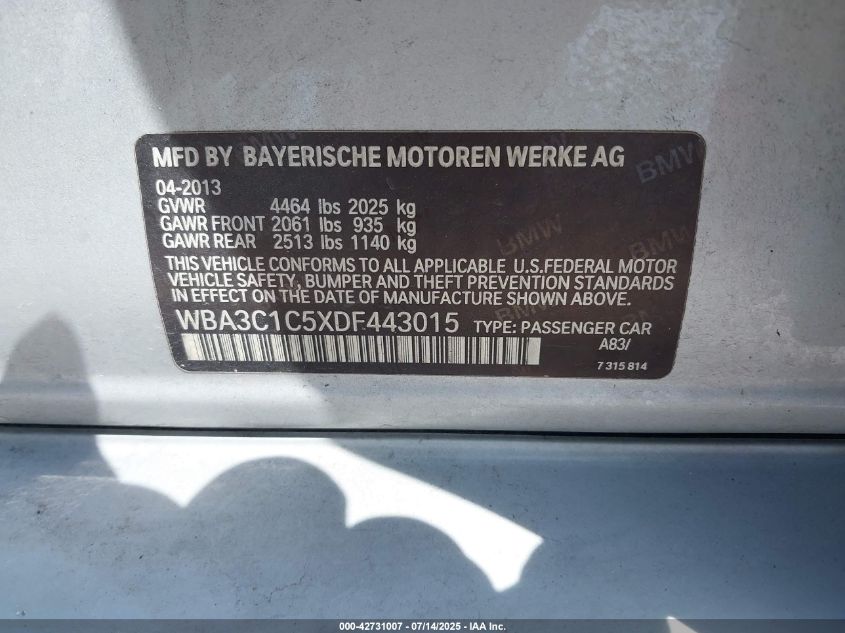 MFD BY BAYERISCHE MOTOREN WERKE AG
04-2013
GVWR 4464 lbs 2025 kg
GAWR FRONT 2061 lbs 935 kg
GAWR REAR 2513 lbs 1140 kg
THIS VEHICLE CONFORMS TO ALL APPLICABLE U.S.FEDERAL MOTOR
VEHICLE SAFETY, BUMPER AND THEFT PREVENTION STANDARDS
IN EFFECT ON THE DATE OF MANUFACTURE SHOWN ABOVE.
WBA3C1C5XDF443015 TYPE: PASSENGER CAR
A83/
7 315 814
BMW
BMW
BMW
000-42731007 - 07/14/2025 - IAA Inc.